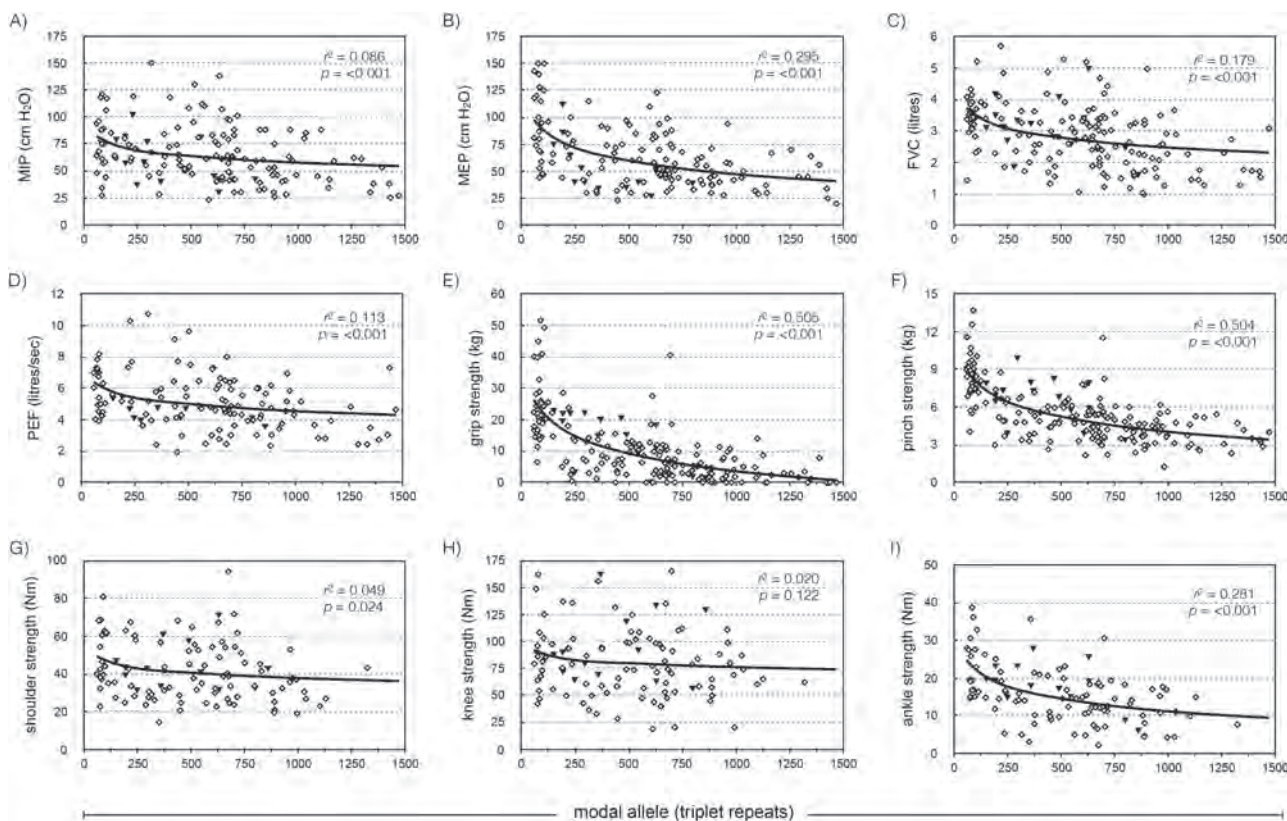 A)
MIP (cm H₂O)
175
150
125
100
75
50
25
0
r² = 0.086
p = <0.001
0 250 500 750 1000 1250 1500
B)
MEP (cm H₂O)
175
150
125
100
75
50
25
0
r² = 0.295
p = <0.001
0 250 500 750 1000 1250 1500
C)
FVC (litres)
6
5
4
3
2
1
0
r² = 0.179
p = <0.001
0 250 500 750 1000 1250 1500
D)
PEF (litres/sec)
12
10
8
6
4
2
0
r² = 0.113
p = <0.001
0 250 500 750 1000 1250 1500
E)
grip strength (kg)
60
50
40
30
20
10
0
r² = 0.505
p = <0.001
0 250 500 750 1000 1250 1500
F)
pinch strength (kg)
15
12
9
6
3
0
r² = 0.504
p = <0.001
0 250 500 750 1000 1250 1500
G)
shoulder strength (Nm)
100
80
60
40
20
0
r² = 0.049
p = 0.024
0 250 500 750 1000 1250 1500
H)
knee strength (Nm)
175
150
125
100
75
50
25
0
r² = 0.020
p = 0.122
0 250 500 750 1000 1250 1500
I)
ankle strength (Nm)
50
40
30
20
10
0
r² = 0.281
p = <0.001
0 250 500 750 1000 1250 1500
modal allele (triplet repeats)